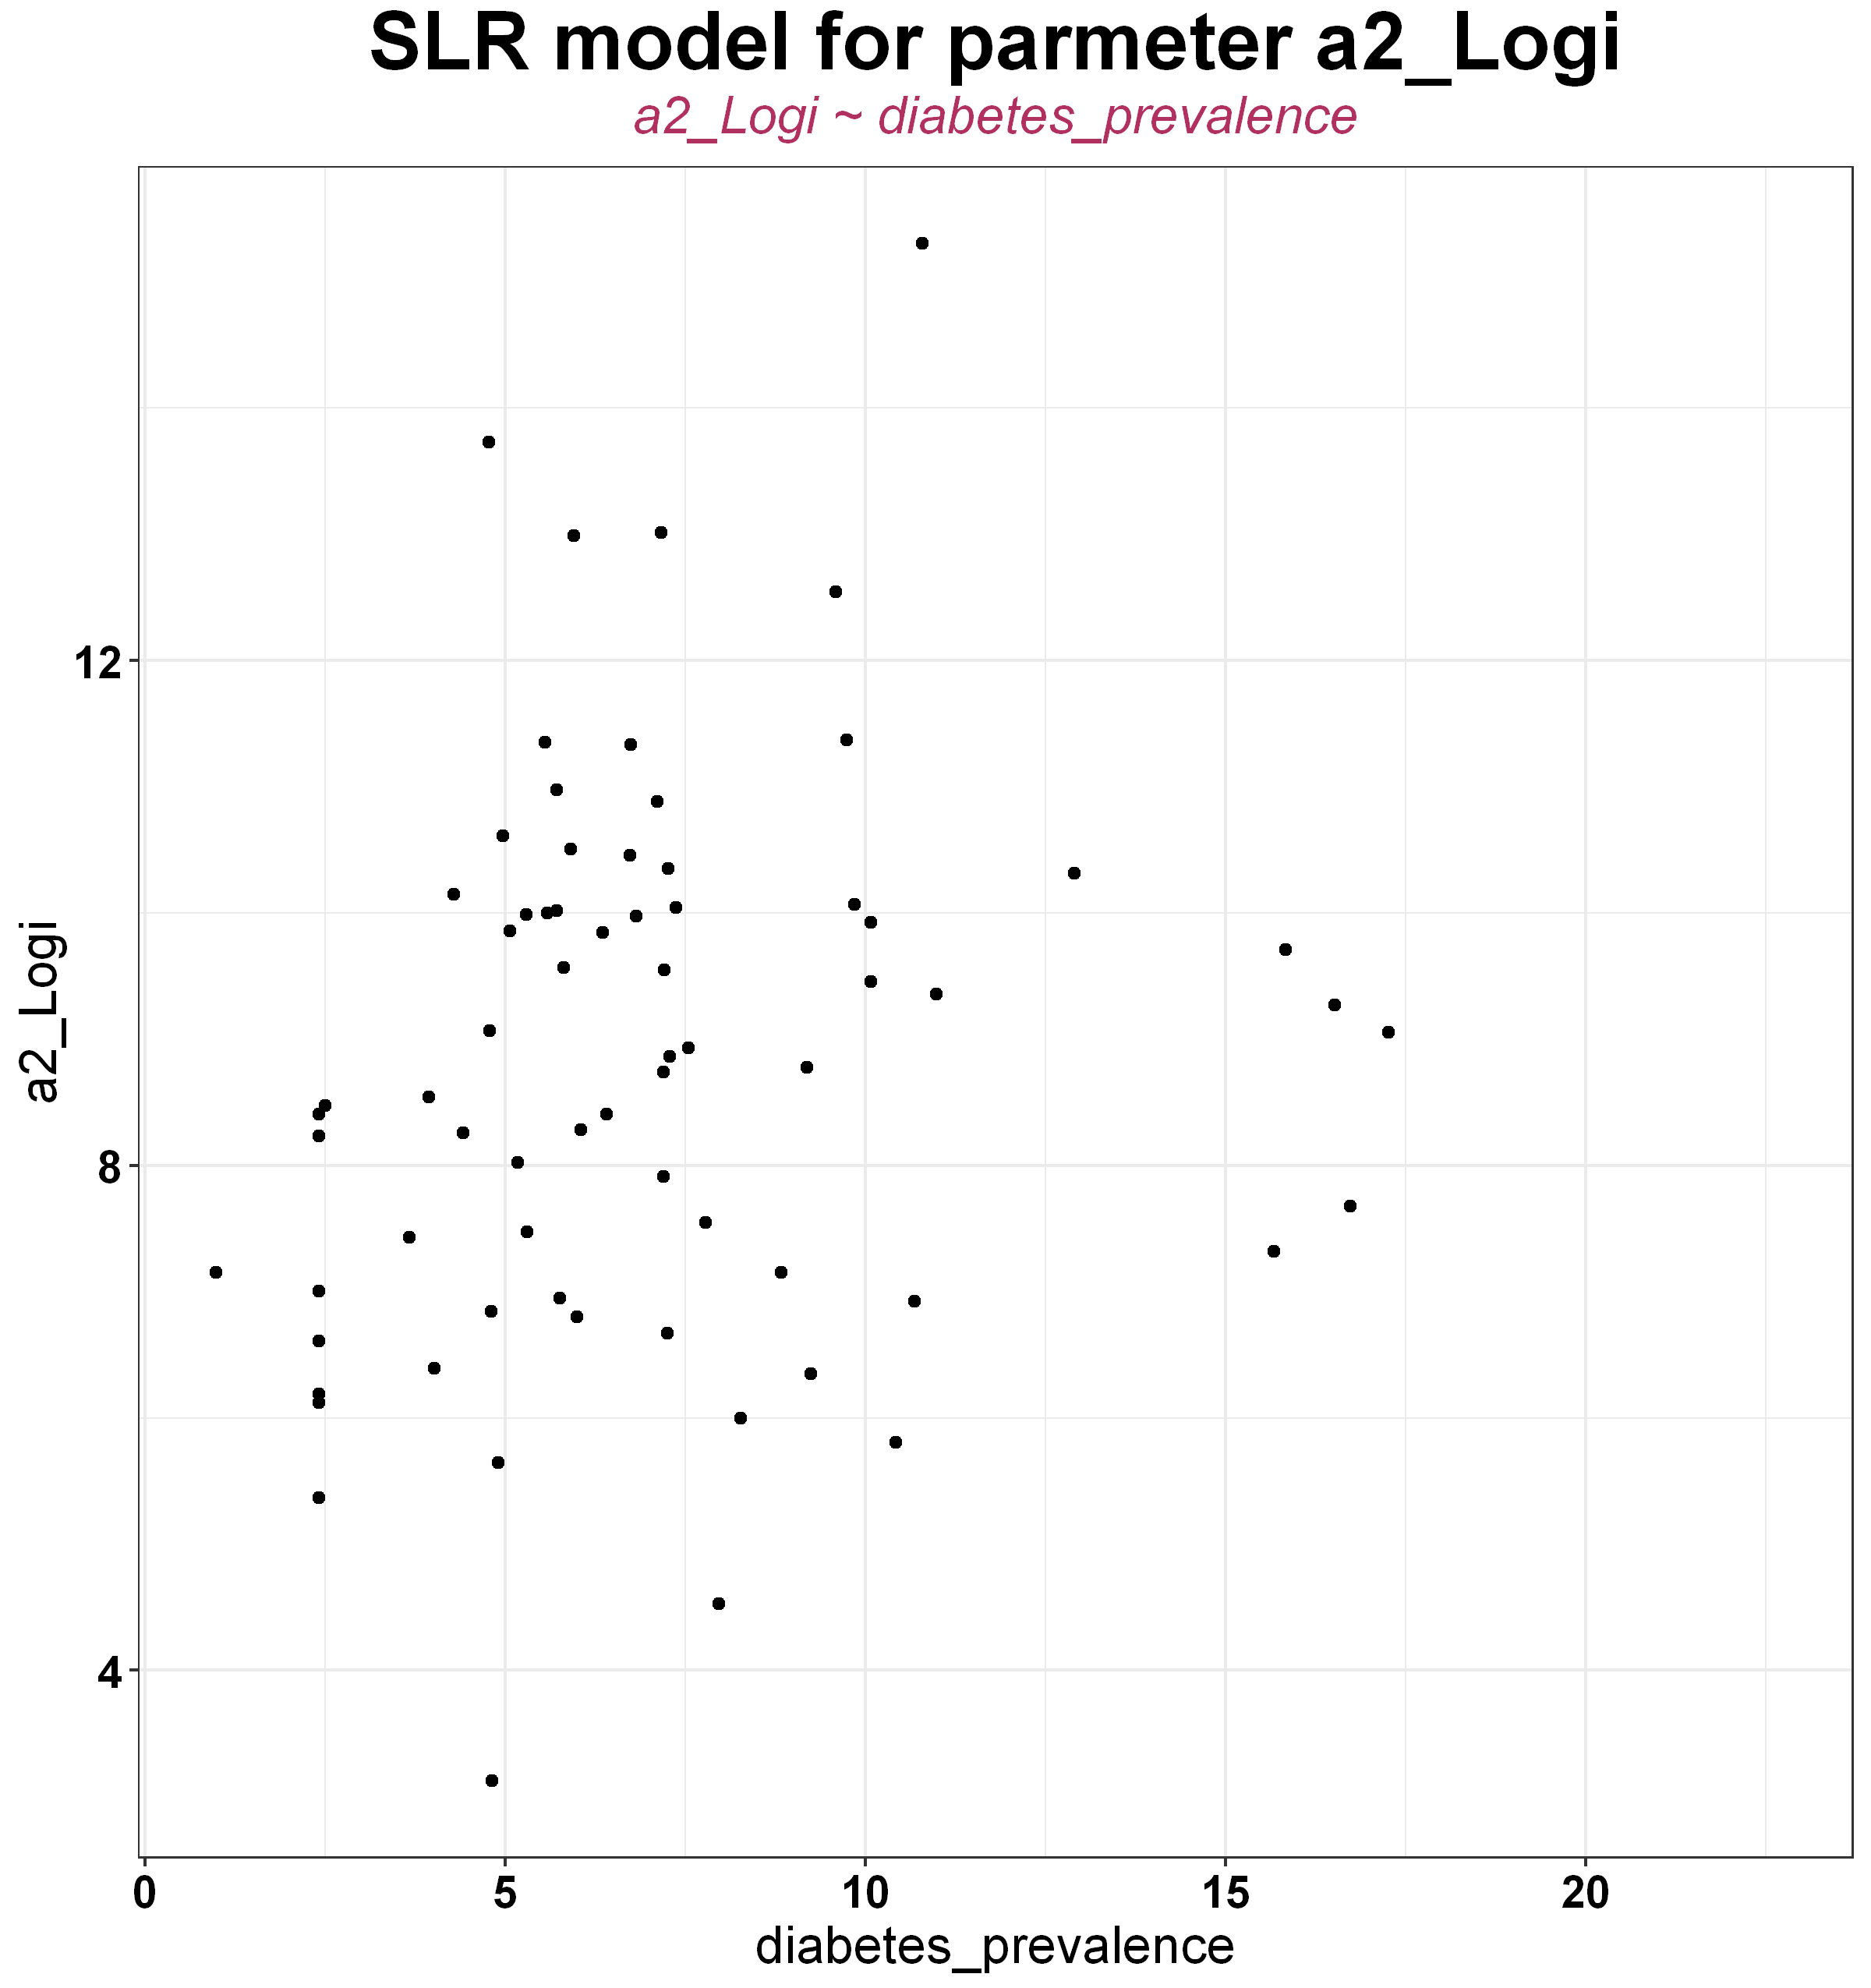 SLR model for parmeter a2_Logi
a2_Logi ~ diabetes_prevalence
a2_Logi
12
8
4
0 5 10 15 20
diabetes_prevalence